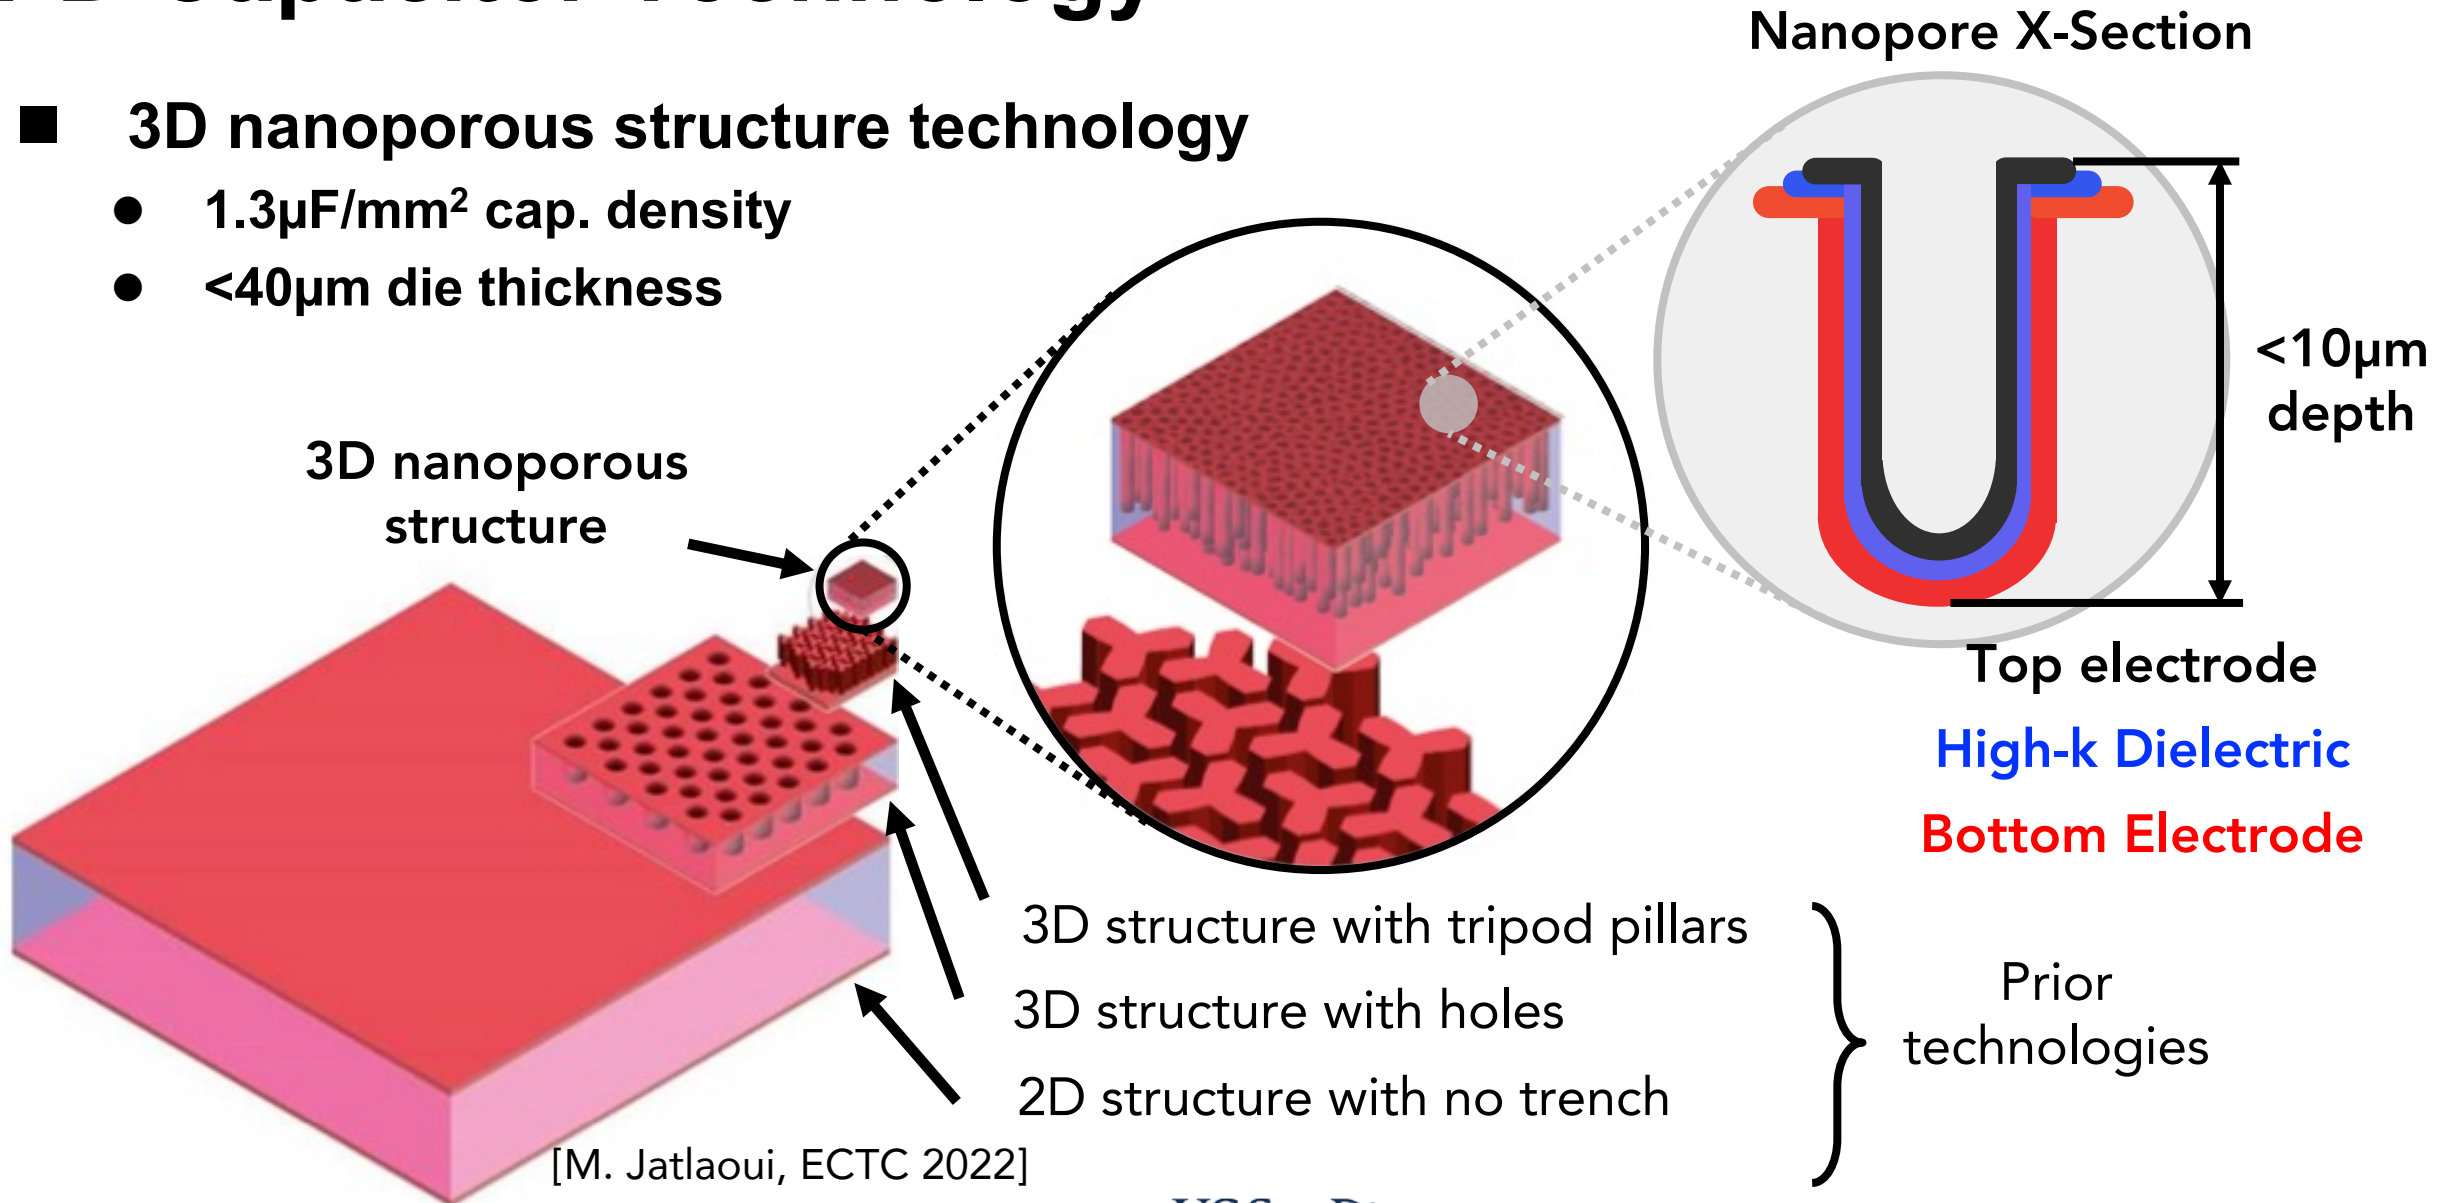 Capacitor Technology
Nanopore X-Section
■ 3D nanoporous structure technology
● 1.3µF/mm² cap. density
● <40µm die thickness
<10µm
depth
3D nanoporous
structure
Top electrode
High-k Dielectric
Bottom Electrode
3D structure with tripod pillars
3D structure with holes
2D structure with no trench
Prior
technologies
[M. Jatlaoui, ECTC 2022]